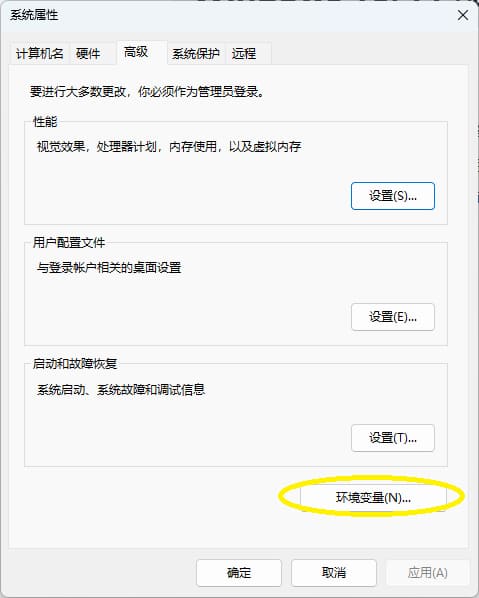 系统属性
计算机名 硬件 高级 系统保护 远程
要进行大多数更改，你必须作为管理员登录。
性能
视觉效果，处理器计划，内存使用，以及虚拟内存
设置(S)...
用户配置文件
与登录帐户相关的桌面设置
设置(E)...
启动和故障恢复
系统启动、系统故障和调试信息
设置(T)...
环境变量(N)...
确定 取消 应用(A)